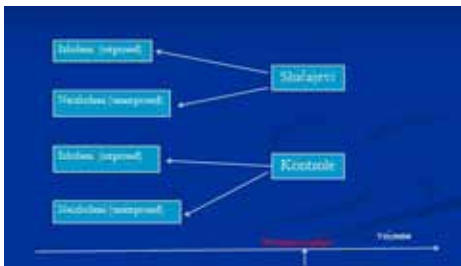 Izloženi (exposed)
Slučajevi
Neizloženi (unexposed)
Izloženi (exposed)
Kontrole
Neizloženi (unexposed)
Vrijeme